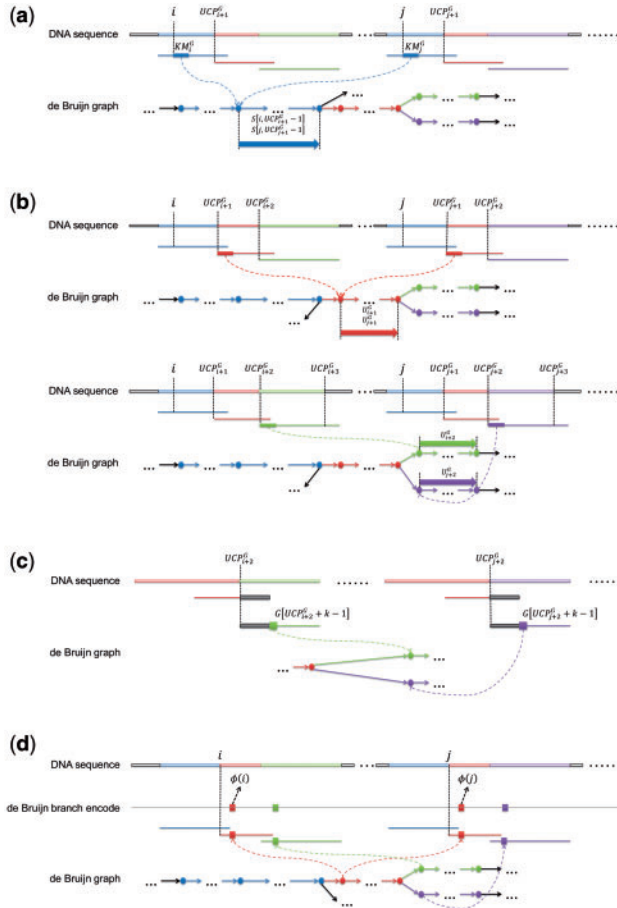 (a)
i UCP^G_{i+1} j UCP^G_{j+1}
DNA sequence
KM^G_i KM^G_j
de Bruijn graph
S[i, UCP^G_{i+1} − 1]
S[j, UCP^G_{j+1} − 1]
(b)
i UCP^G_{i+1} UCP^G_{i+2} j UCP^G_{j+1} UCP^G_{j+2}
DNA sequence
de Bruijn graph
U^G_{i+1}
U^G_{j+1}
i UCP^G_{i+1} UCP^G_{i+2} UCP^G_{i+3} j UCP^G_{j+1} UCP^G_{j+2} UCP^G_{j+3}
DNA sequence
U^G_{i+2}
de Bruijn graph
U^G_{j+2}
(c)
UCP^G_{i+2} UCP^G_{j+2}
DNA sequence
G[UCP^G_{i+2} + k − 1] G[UCP^G_{j+2} + k − 1]
de Bruijn graph
(d)
i j
DNA sequence
ϕ(i) ϕ(j)
de Bruijn branch encode
de Bruijn graph